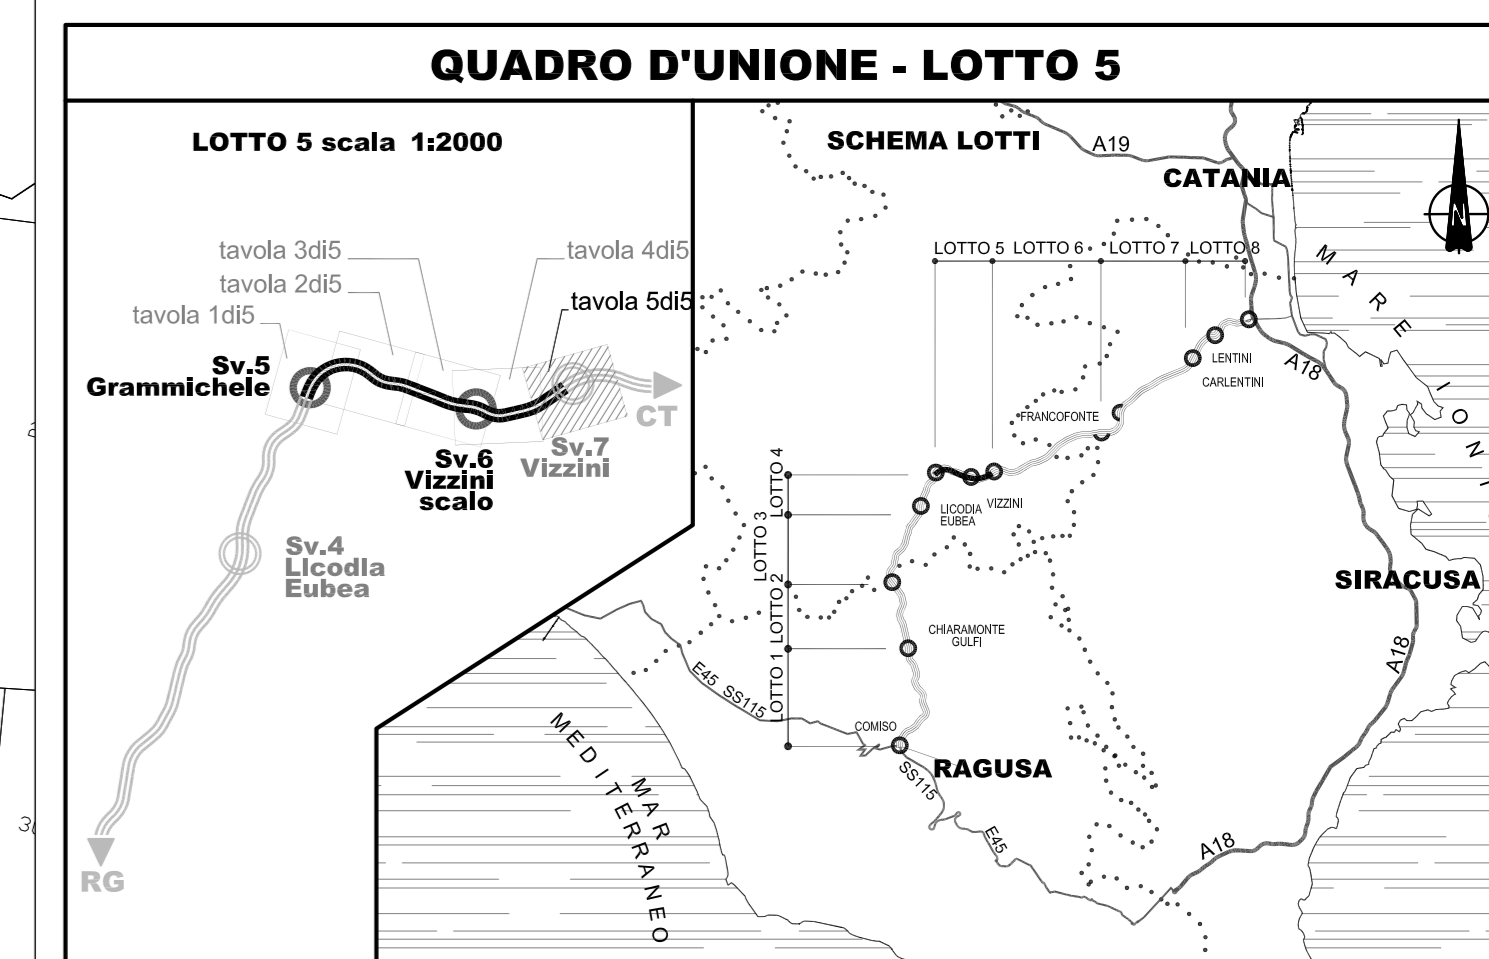 QUADRO D'UNIONE - LOTTO 5
LOTTO 5 scala 1:2000
tavola 3di5
tavola 4di5
tavola 2di5
tavola 5di5
tavola 1di5
Sv.5
Grammichele
CT
Sv.6
Vizzini
scalo
Sv.7
Vizzini
Sv.4
LIcodIa
Eubea
RG
SCHEMA LOTTI
A19
CATANIA
N
LOTTO 5
LOTTO 6
LOTTO 7
LOTTO 8
MARE
IONI
LENTINI
CARLENTINI
A18
FRANCOFONTE
LOTTO 4
LOTTO 3
LOTTO 2
LOTTO 1
LICODIA
EUBEA
VIZZINI
SIRACUSA
CHIARAMONTE
GULFI
A18
E45 SS115
COMISO
RAGUSA
SS115
E45
A18
MAR
MEDITERRANEO